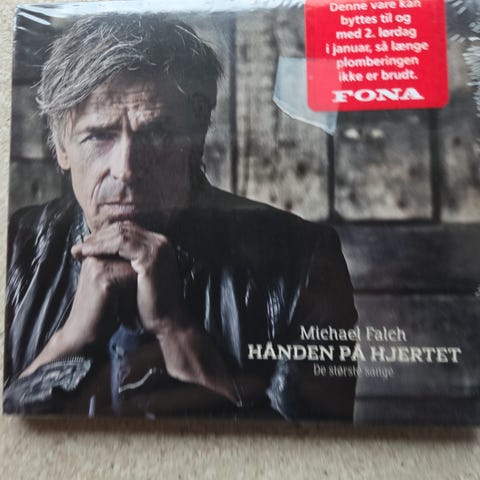 Denne vare kan
byttes til og
med 2. lørdag
i januar, så længe
plomberingen
ikke er brudt.
FONA
Michael Falch
HÅNDEN PÅ HJERTET
De største sange